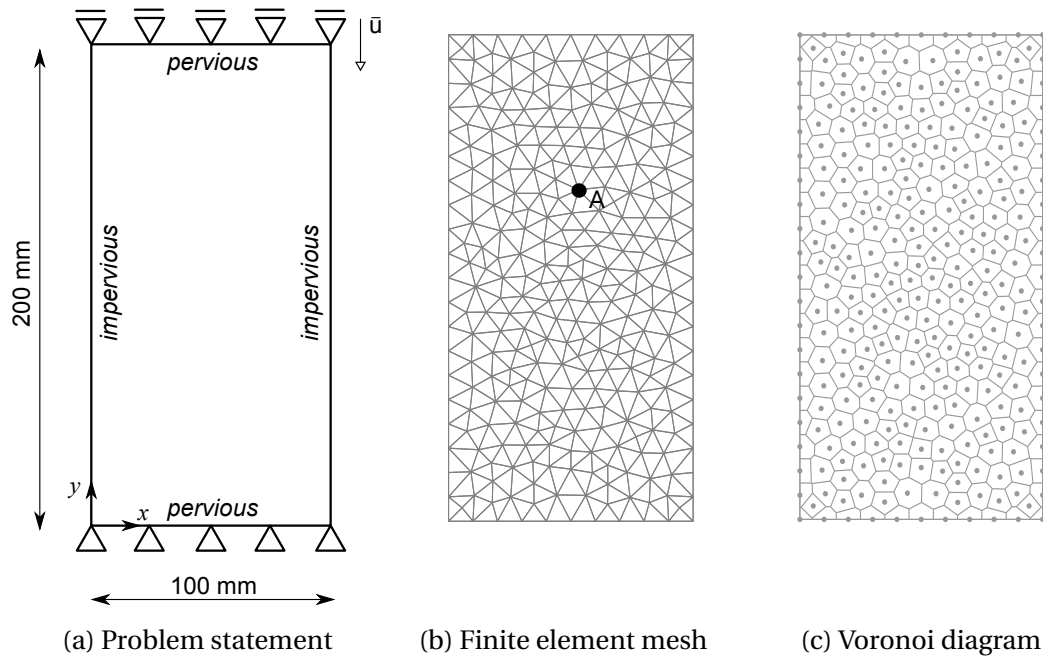 ū
pervious
200 mm
impervious
impervious
A
y
x
pervious
100 mm
(a) Problem statement
(b) Finite element mesh
(c) Voronoi diagram